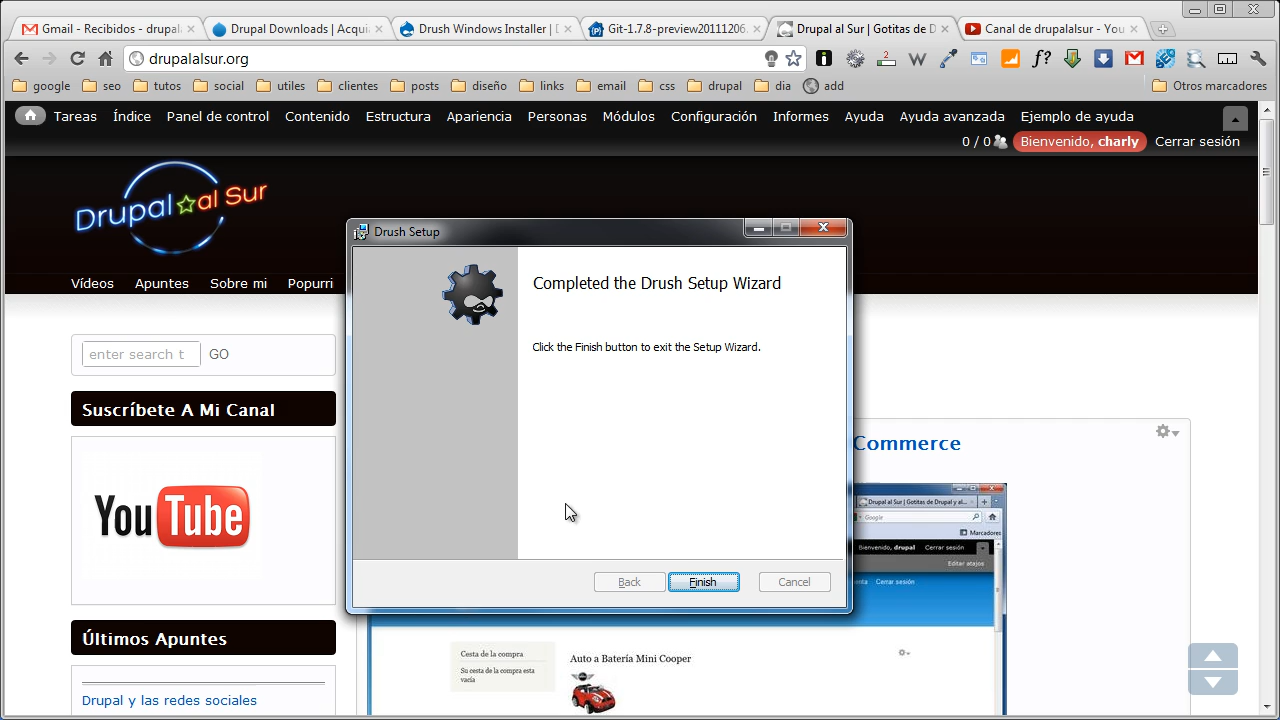 Gmail - Recibidos - drupal
Drupal Downloads | Acqui
Drush Windows Installer | D
Git-1.7.8-preview20111206.
Drupal al Sur | Gotitas de D
Canal de drupalalsur - You
drupalalsur.org
google
seo
tutos
social
utiles
clientes
posts
diseño
links
email
css
drupal
dia
add
Otros marcadores
Tareas
Índice
Panel de control
Contenido
Estructura
Apariencia
Personas
Módulos
Configuración
Informes
Ayuda
Ayuda avanzada
Ejemplo de ayuda
0 / 0
Bienvenido, charly
Cerrar sesión
Drupal al Sur
Vídeos
Apuntes
Sobre mi
Popurri
enter search t
GO
Suscríbete A Mi Canal
YouTube
Últimos Apuntes
Drupal y las redes sociales
Drush Setup
Completed the Drush Setup Wizard
Click the Finish button to exit the Setup Wizard.
Back
Finish
Cancel
Commerce
Drupal al Sur | Gotitas de Drupal y al
Google
Marcadores
Bienvenido, drupal
Cerrar sesión
Editar atajos
enta
Cerrar sesión
Cesta de la compra
Su cesta de la compra esta
vacía
Auto a Batería Mini Cooper